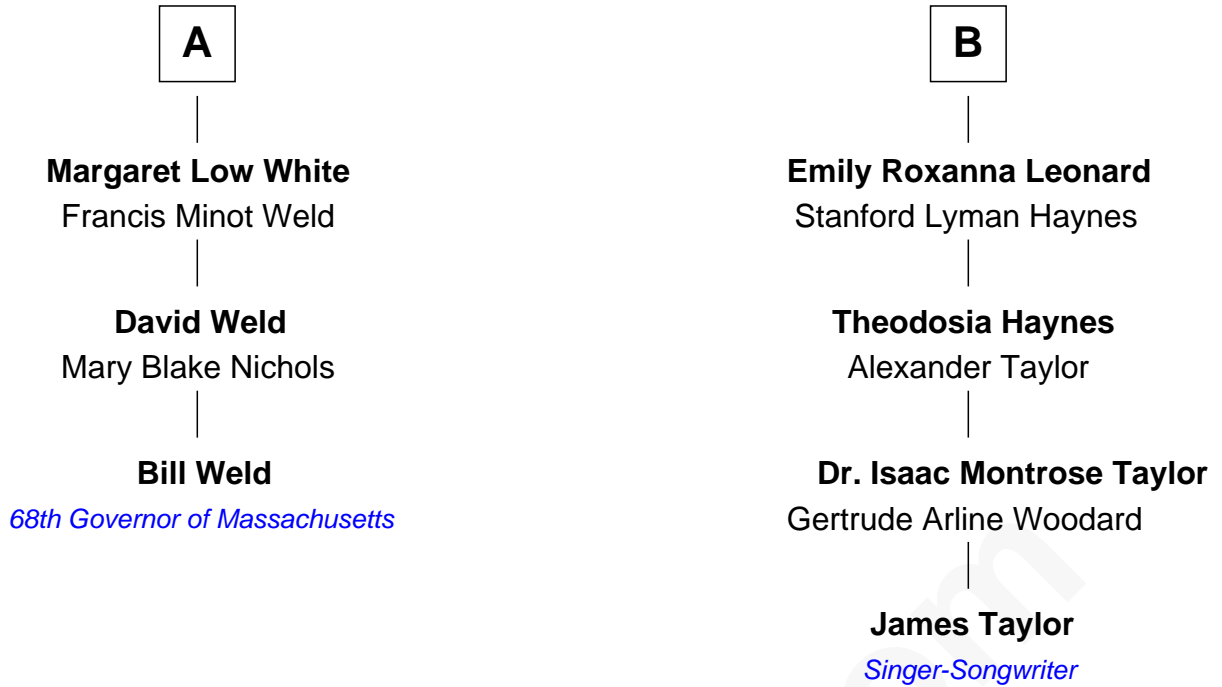 A
B
Margaret Low White
Francis Minot Weld
Emily Roxanna Leonard
Stanford Lyman Haynes
David Weld
Mary Blake Nichols
Theodosia Haynes
Alexander Taylor
Bill Weld
68th Governor of Massachusetts
Dr. Isaac Montrose Taylor
Gertrude Arline Woodard
James Taylor
Singer-Songwriter
om